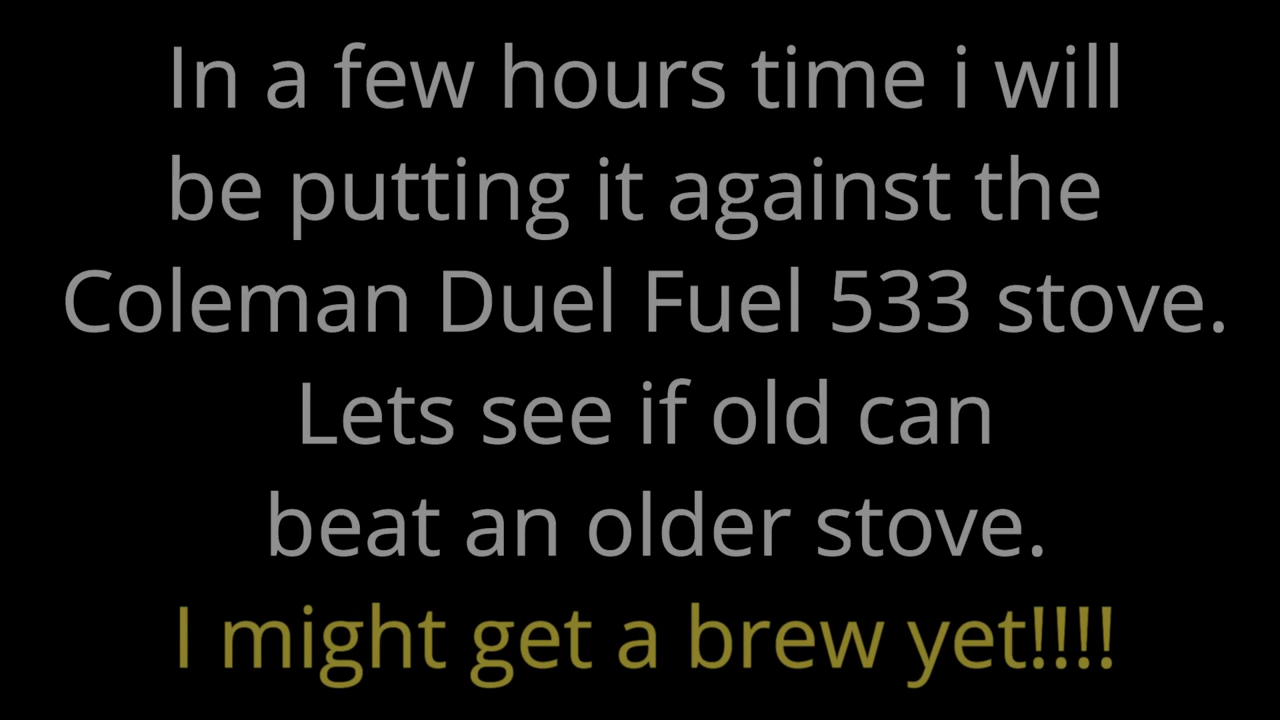 In a few hours time i will
be putting it against the
Coleman Duel Fuel 533 stove.
Lets see if old can
beat an older stove.
I might get a brew yet!!!!